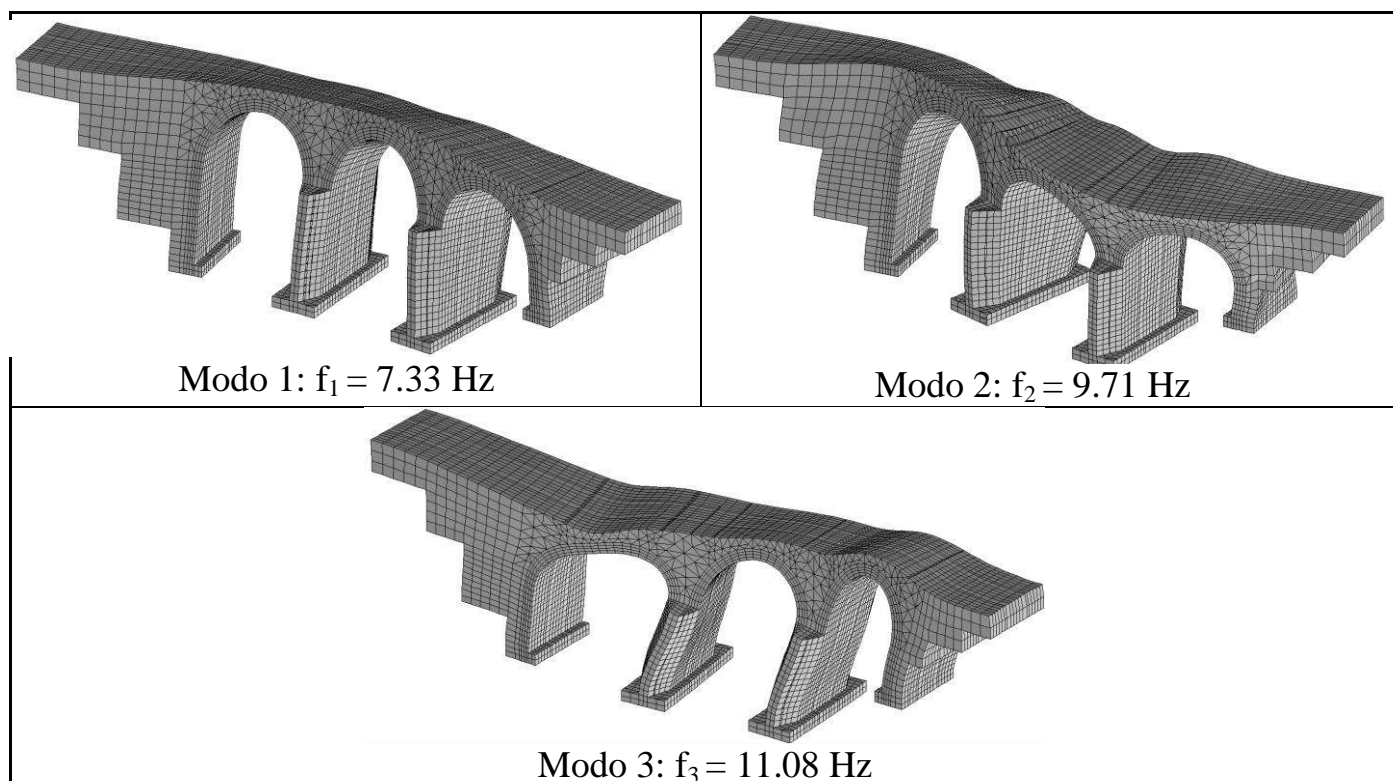 Modo 1: f₁ = 7.33 Hz
Modo 2: f₂ = 9.71 Hz
Modo 3: f₃ = 11.08 Hz